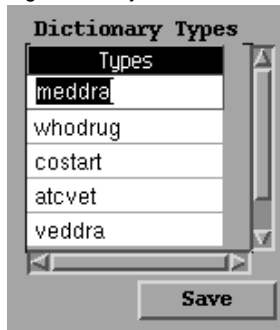 Dictionary Types
Types
meddra
whodrug
costart
atcvet
veddra
Save